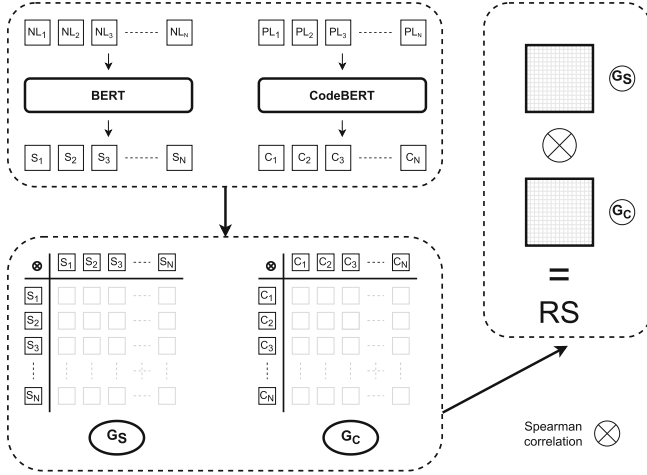 NL1 NL2 NL3 NLN
PL1 PL2 PL3 PLN
BERT
CodeBERT
S1 S2 S3 SN
C1 C2 C3 CN
⊗ S1 S2 S3 SN
S1
S2
S3
SN
GS
⊗ C1 C2 C3 CN
C1
C2
C3
CN
GC
GS
GC
=
RS
Spearman
correlation